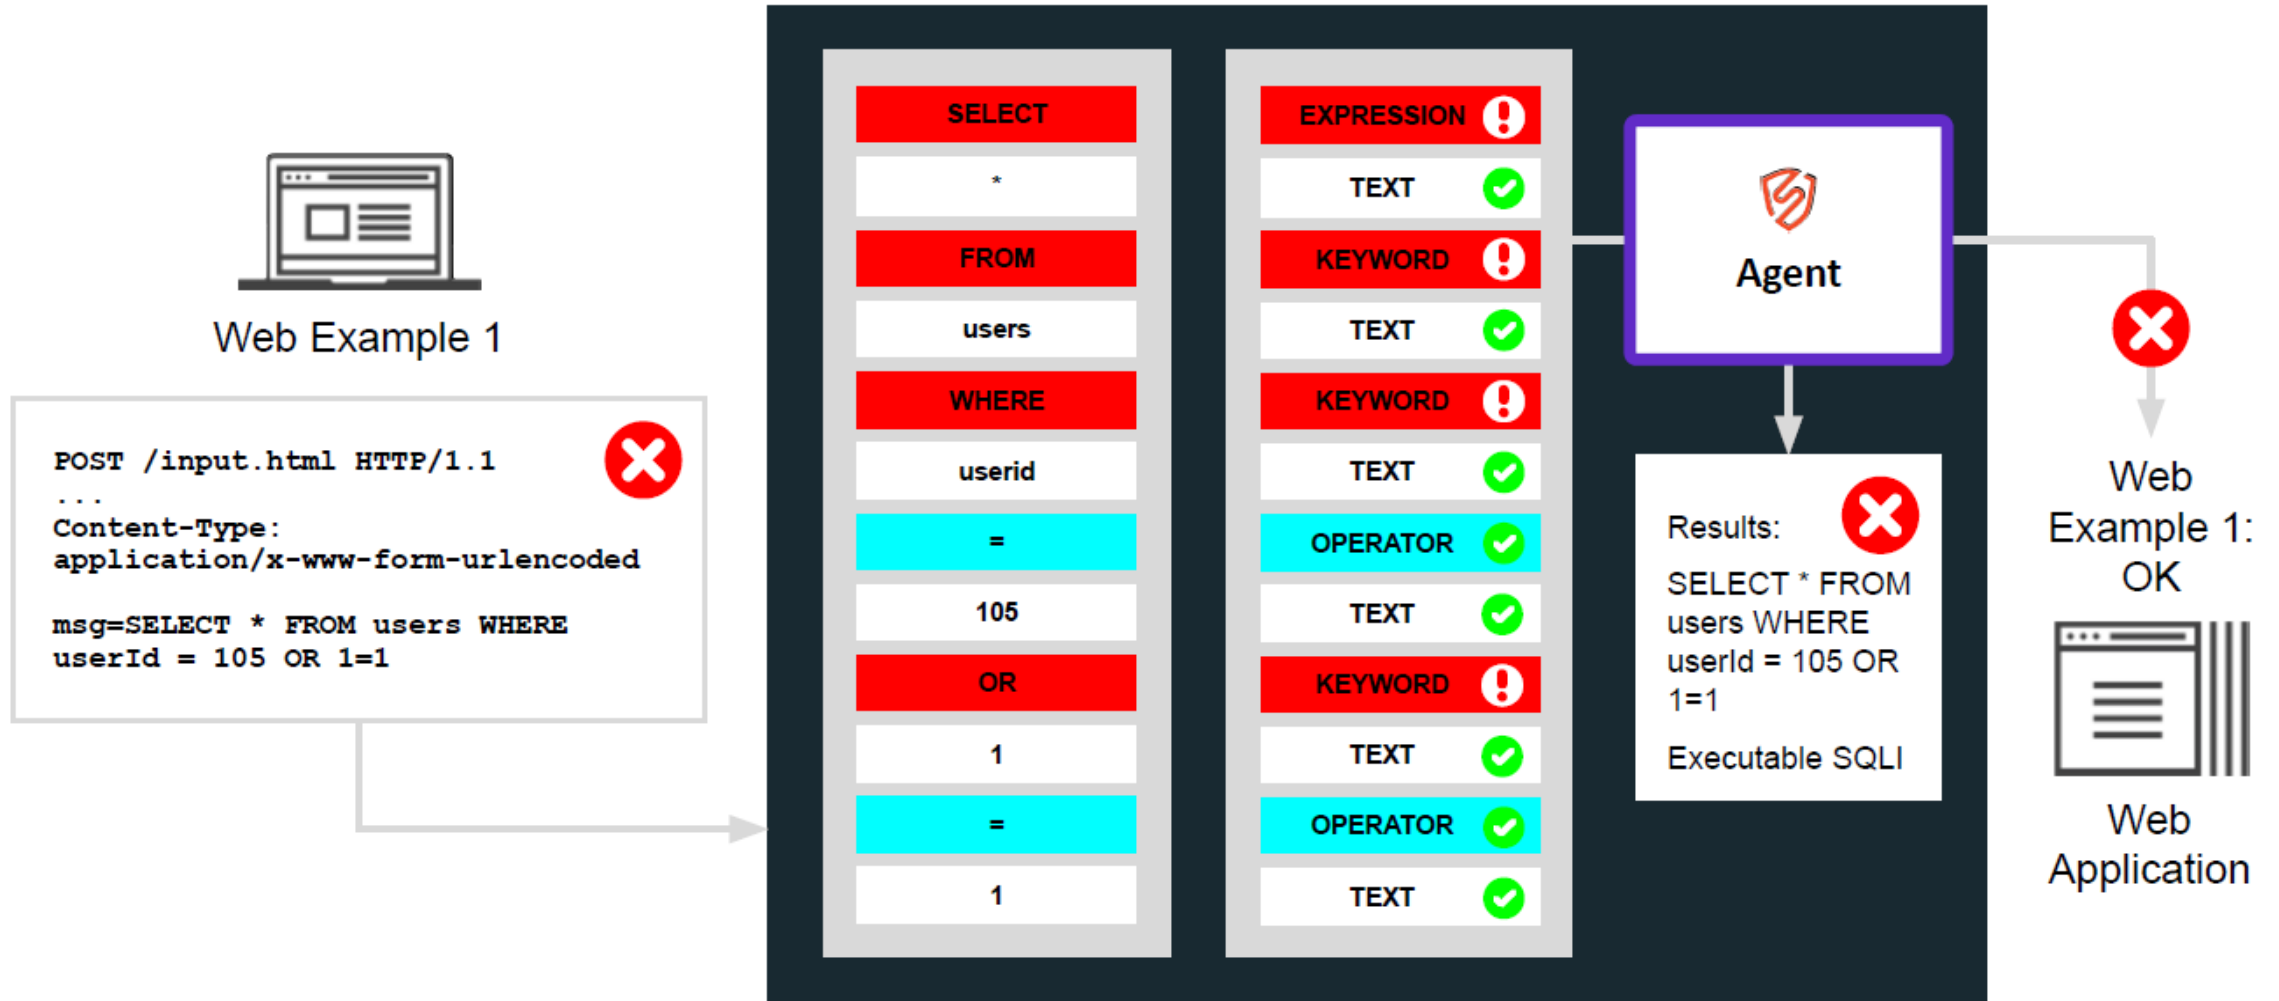 Web Example 1
POST /input.html HTTP/1.1
...
Content-Type:
application/x-www-form-urlencoded
msg=SELECT * FROM users WHERE
userId = 105 OR 1=1
SELECT
*
FROM
users
WHERE
userid
=
105
OR
1
=
1
EXPRESSION
TEXT
KEYWORD
TEXT
KEYWORD
TEXT
OPERATOR
TEXT
KEYWORD
TEXT
OPERATOR
TEXT
Agent
Results:
SELECT * FROM
users WHERE
userId = 105 OR
1=1
Executable SQLI
Web
Example 1:
OK
Web
Application